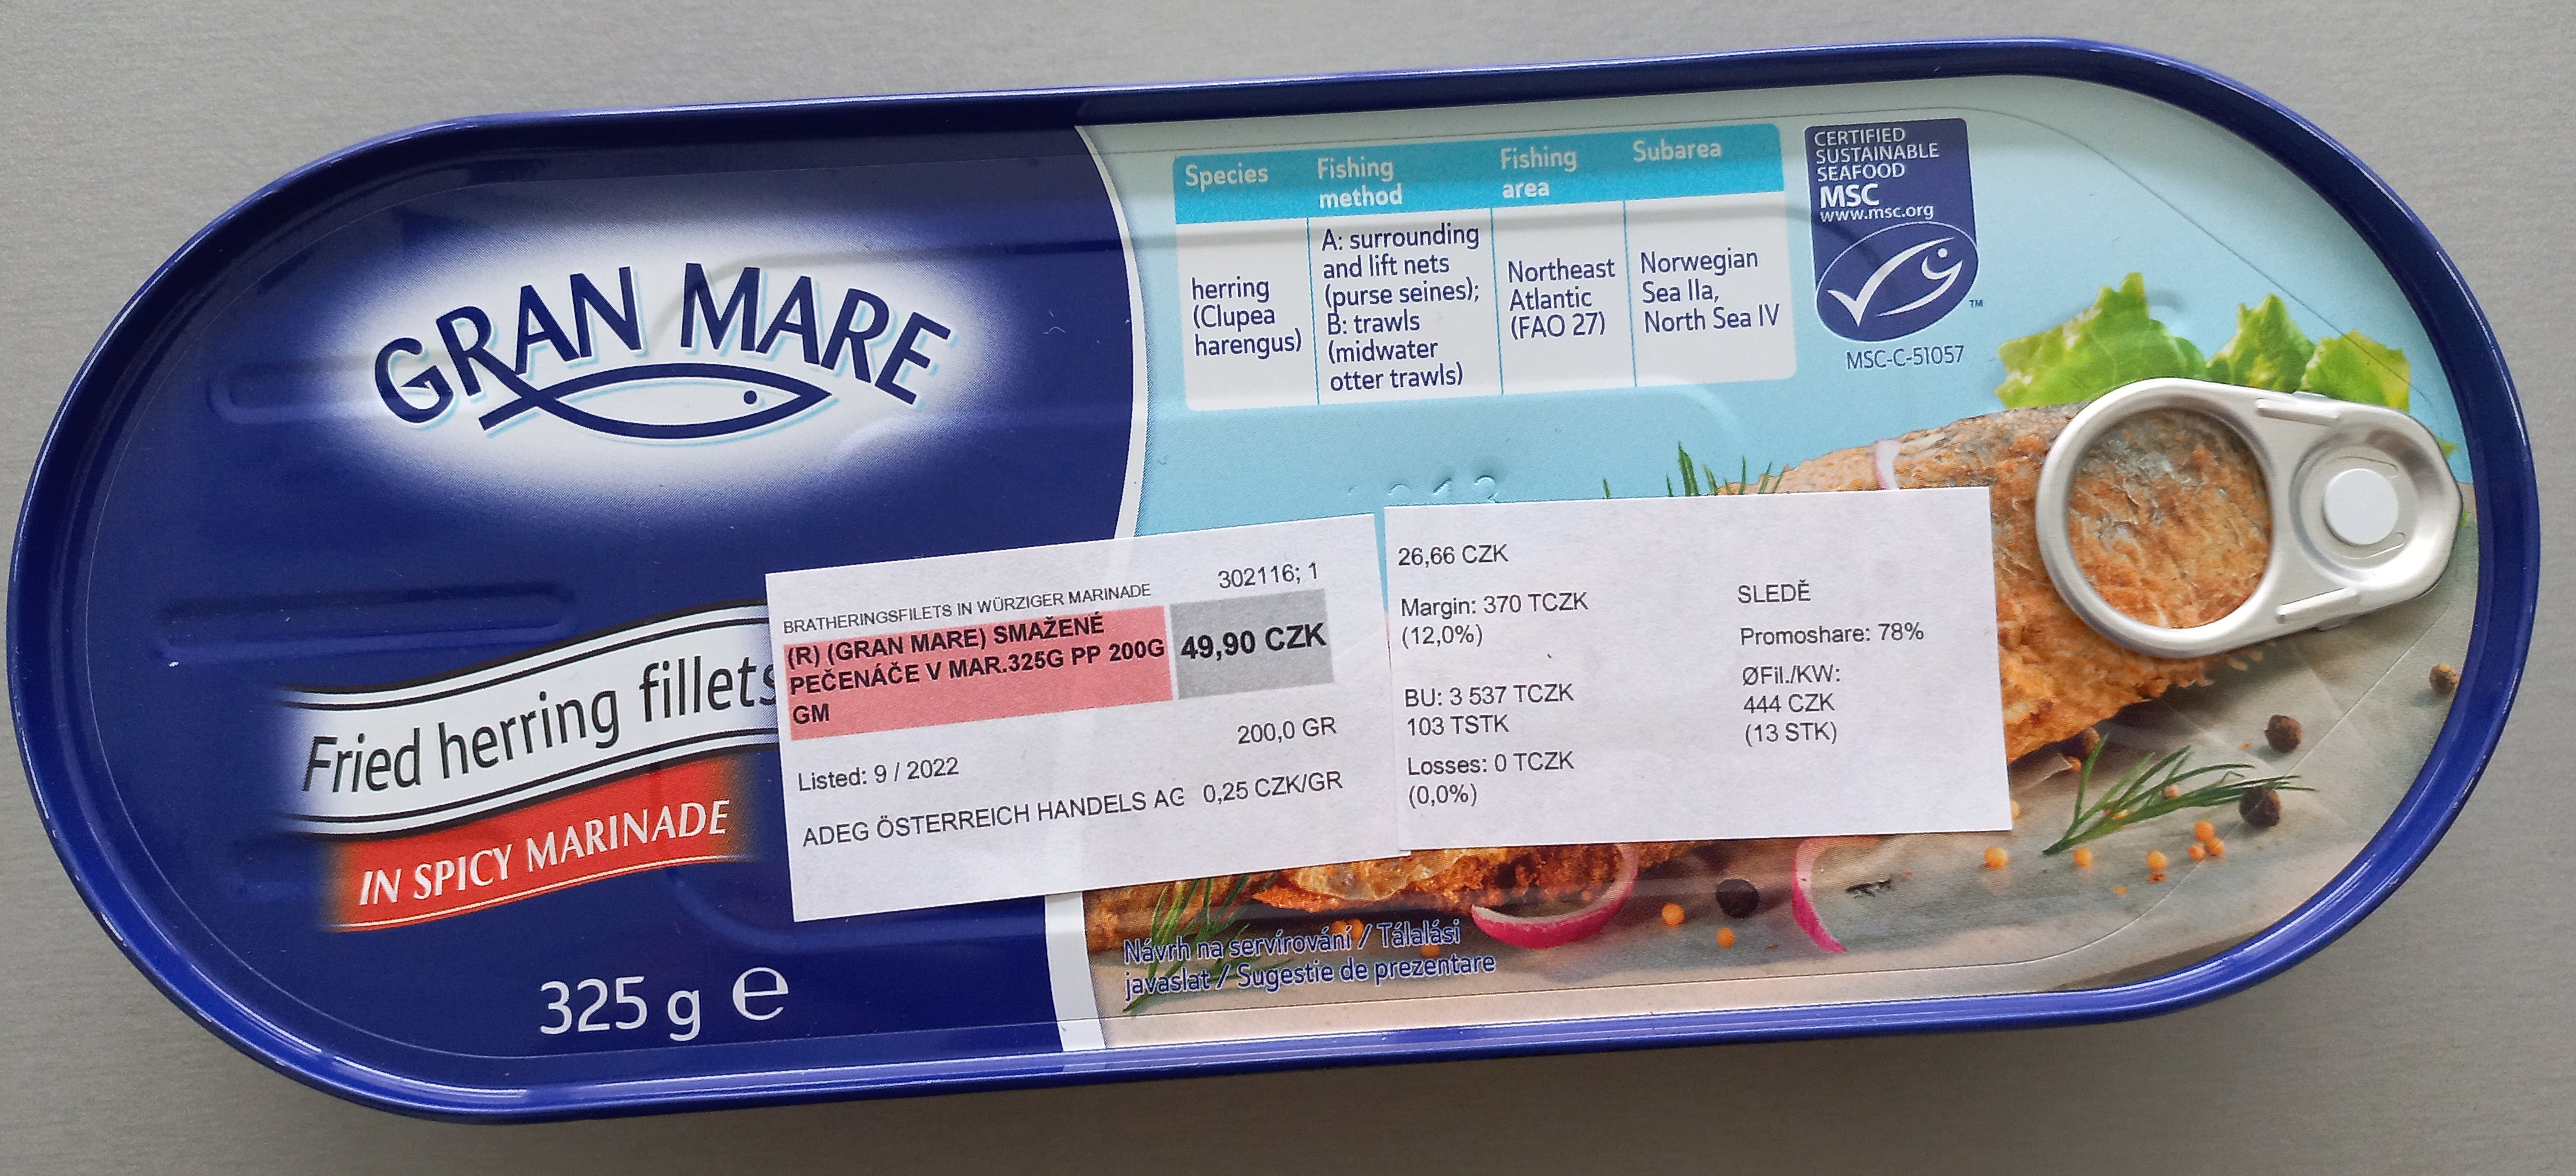 GRAN MARE
Fried herring fillets
IN SPICY MARINADE
325 g e
Species
Fishing
method
Fishing
area
Subarea
herring
(Clupea
harengus)
A: surrounding
and lift nets
(purse seines);
B: trawls
(midwater
otter trawls)
Northeast
Atlantic
(FAO 27)
Norwegian
Sea IIa,
North Sea IV
CERTIFIED
SUSTAINABLE
SEAFOOD
MSC
www.msc.org
TM
MSC-C-51057
302116; 1
BRATHERINGSFILETS IN WÜRZIGER MARINADE
(R) (GRAN MARE) SMAŽENÉ
PEČENÁČE V MAR.325G PP 200G
GM
49,90 CZK
200,0 GR
Listed: 9 / 2022
ADEG ÖSTERREICH HANDELS AG 0,25 CZK/GR
26,66 CZK
Margin: 370 TCZK
(12,0%)
BU: 3 537 TCZK
103 TSTK
Losses: 0 TCZK
(0,0%)
SLEDĚ
Promoshare: 78%
ØFil./KW:
444 CZK
(13 STK)
Návrh na servírování / Tálalási
javaslat / Sugestie de prezentare